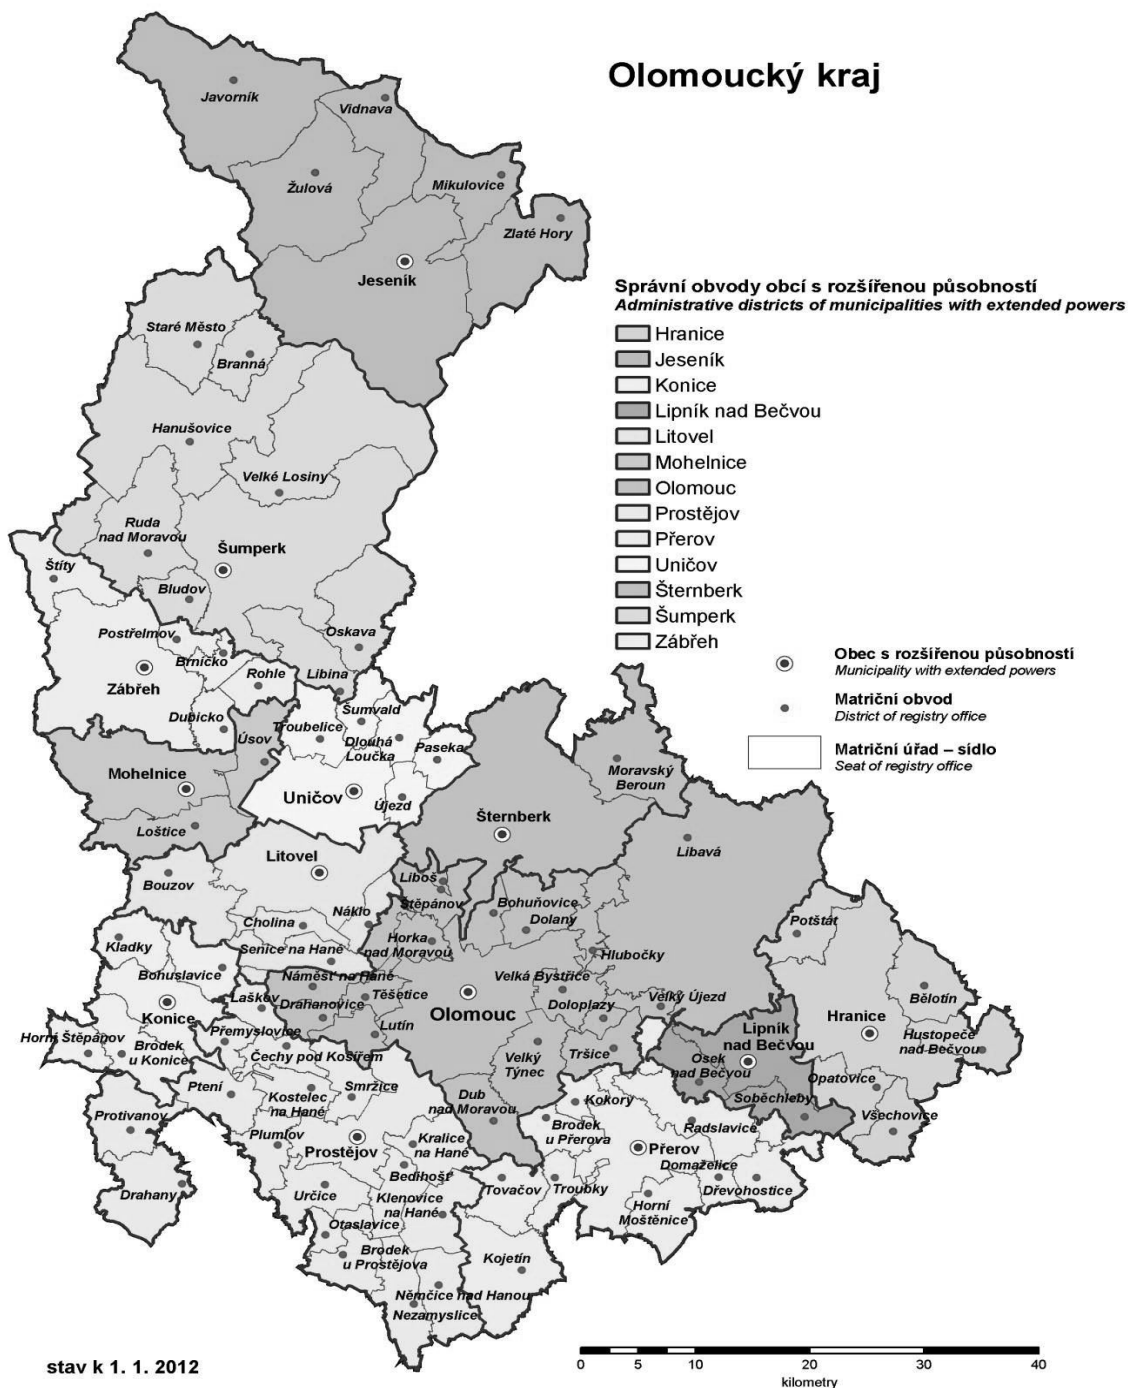 Olomoucký kraj
Javorník
Vidnava
Žulová
Mikulovice
Zlaté Hory
Jeseník
Správní obvody obcí s rozšířenou působností
Administrative districts of municipalities with extended powers
Hranice
Jeseník
Konice
Lipník nad Bečvou
Litovel
Mohelnice
Olomouc
Prostějov
Přerov
Uničov
Šternberk
Šumperk
Zábřeh
Obec s rozšířenou působností
Municipality with extended powers
Matriční obvod
District of registry office
Matriční úřad – sídlo
Seat of registry office
Staré Město
Branná
Hanušovice
Velké Losiny
Ruda
nad Moravou
Šumperk
Štíty
Bludov
Postřelmov
Brníčko
Oskava
Zábřeh
Rohle
Libina
Dubicko
Úsov
Troubelice
Šumvald
Dlouhá
Loučka
Paseka
Mohelnice
Uničov
Újezd
Moravský
Beroun
Loštice
Šternberk
Libavá
Litovel
Bouzov
Liboš
Štěpánov
Bohuňovice
Dolany
Náklo
Cholina
Potštát
Kladky
Senice na Hané
Horka
nad Moravou
Hlubočky
Bohuslavice
Náměšť na Hané
Velká Bystřice
Bělotín
Konice
Laškov
Drahanovice
Těšetice
Olomouc
Doloplazy
Velký Újezd
Hranice
Horní Štěpánov
Brodek
u Konice
Přemyslovice
Lutín
Lipník
nad Bečvou
Hustopeče
nad Bečvou
Čechy pod Kosířem
Velký
Týnec
Tršice
Osek
nad Bečvou
Opatovice
Ptení
Kostelec
na Hané
Smržice
Dub
nad Moravou
Kokory
Soběchleby
Všechovice
Protivanov
Plumlov
Prostějov
Kralice
na Hané
Brodek
u Přerova
Přerov
Radslavice
Bedihošť
Domaželice
Drahany
Určice
Klenovice
na Hané
Tovačov
Troubky
Horní
Moštěnice
Dřevohostice
Otaslavice
Brodek
u Prostějova
Kojetín
Němčice nad Hanou
Nezamyslice
stav k 1. 1. 2012
0 5 10 20 30 40
kilometry